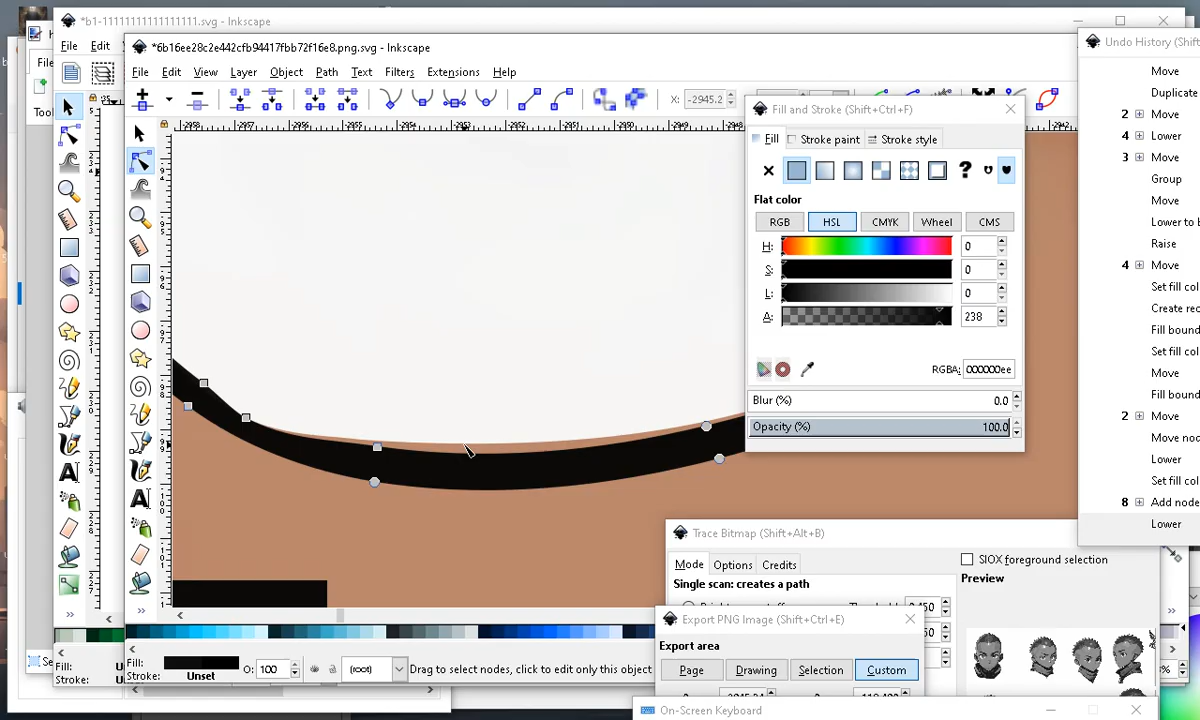 *b1-1111111111111111.svg - Inkscape
File Edit
*6b16ee28c2e442cfb94417fbb72f16e8.png.svg - Inkscape
File Edit View Layer Object Path Text Filters Extensions Help
X: -2945.2
Fill and Stroke (Shift+Ctrl+F)
Fill Stroke paint Stroke style
Flat color
RGB HSL CMYK Wheel CMS
H: 0
S: 0
L: 0
A: 238
RGBA: 000000ee
Blur (%) 0.0
Opacity (%) 100.0
Undo History (Shift
Move
Duplicate
2 Move
4 Lower
3 Move
Group
Move
Lower to
Raise
4 Move
Set fill col
Create rec
Fill bound
Set fill col
Move
Fill bound
2 Move
Move no
Lower
Set fill col
8 Add node
Lower
Trace Bitmap (Shift+Alt+B)
Mode Options Credits
Single scan: creates a path
SIOX foreground selection
Preview
Export PNG Image (Shift+Ctrl+E)
Export area
Page Drawing Selection Custom
Fill:
Stroke: Unset
O: 100
(root)
Drag to select nodes, click to edit only this object
Fill:
Stroke:
On-Screen Keyboard